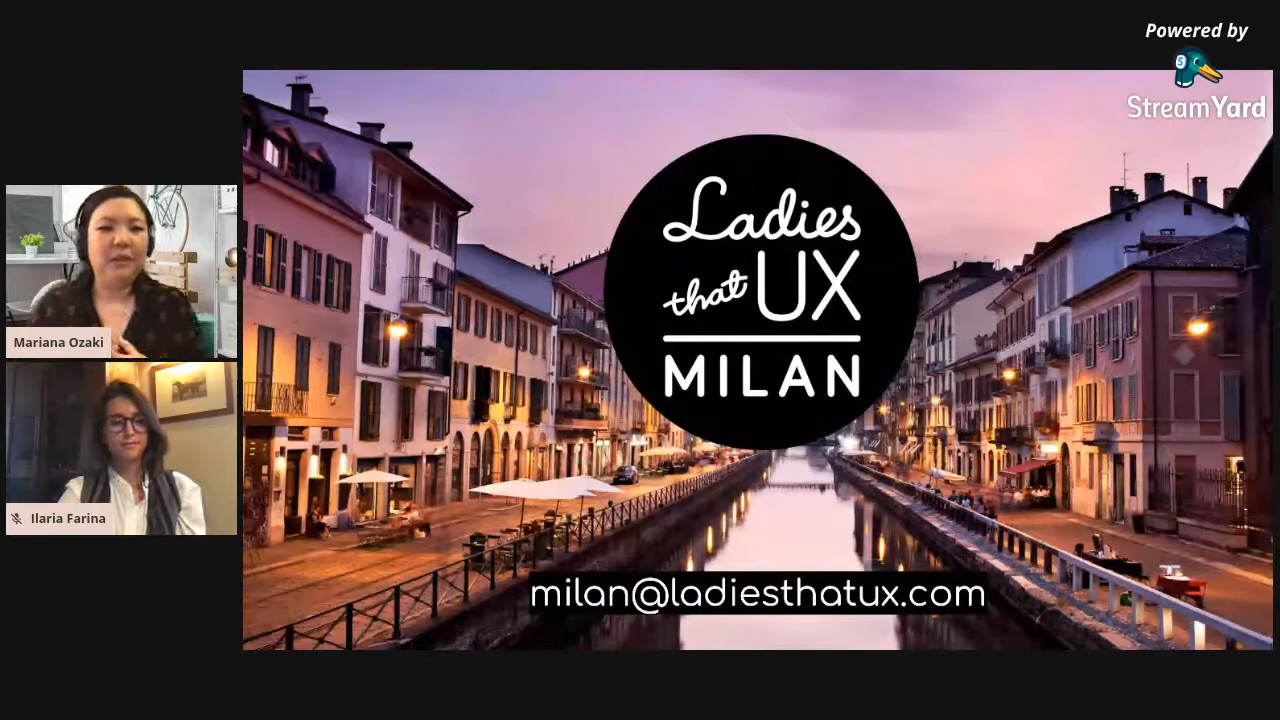 Powered by
StreamYard
Ladies
that UX
MILAN
Mariana Ozaki
Ilaria Farina
milan@ladiesthatux.com